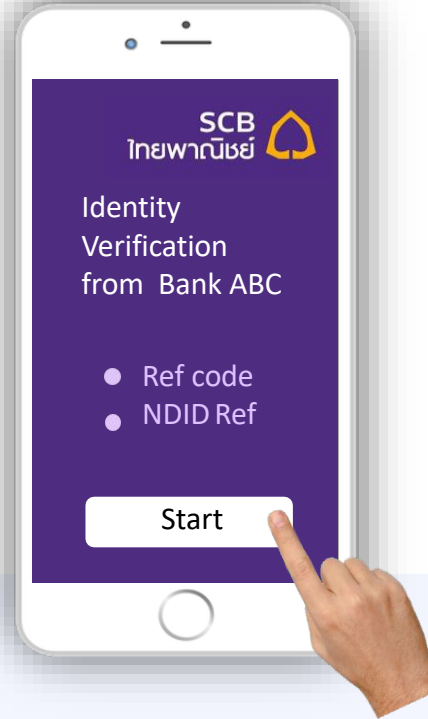 SCB
ไทยพาณิชย์
Identity
Verification
from Bank ABC
Ref code
NDID Ref
Start